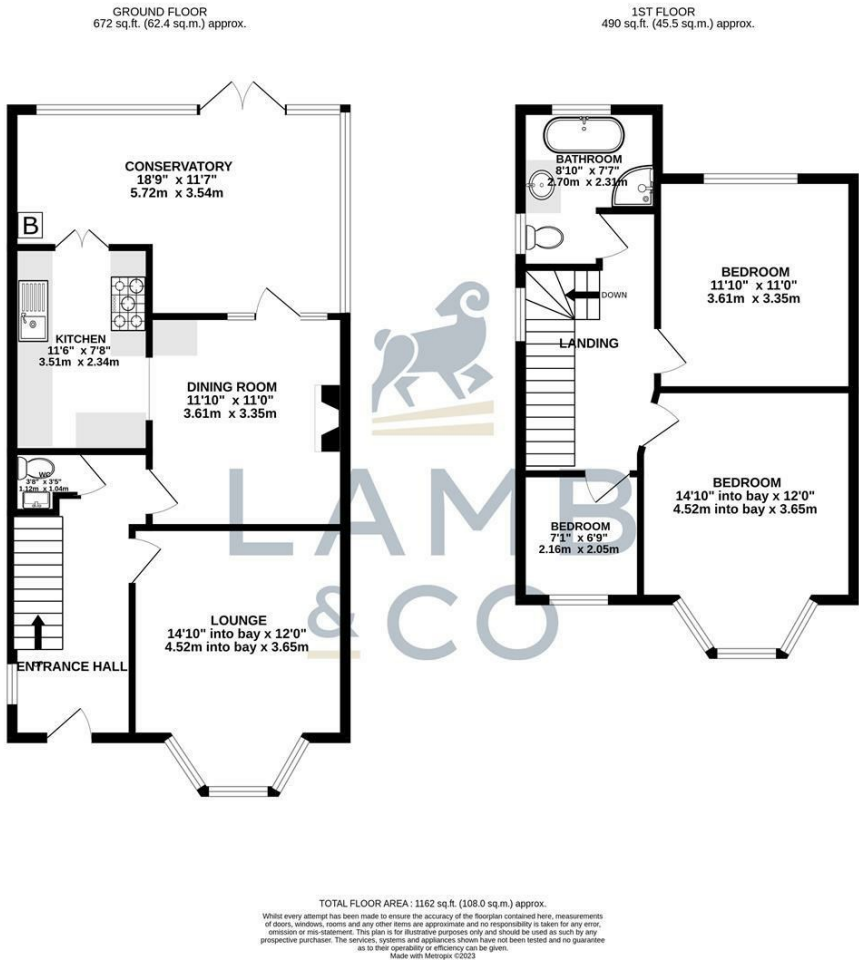 GROUND FLOOR
672 sq.ft. (62.4 sq.m.) approx.
1ST FLOOR
490 sq.ft. (45.5 sq.m.) approx.
CONSERVATORY
18'9" x 11'7"
5.72m x 3.54m
B
KITCHEN
11'6" x 7'8"
3.51m x 2.34m
DINING ROOM
11'10" x 11'0"
3.61m x 3.35m
3'8" x 3'5"
1.12m x 1.04m
LOUNGE
14'10" into bay x 12'0"
4.52m into bay x 3.65m
ENTRANCE HALL
BATHROOM
8'10" x 7'7"
2.70m x 2.31m
BEDROOM
11'10" x 11'0"
3.61m x 3.35m
DOWN
LANDING
BEDROOM
14'10" into bay x 12'0"
4.52m into bay x 3.65m
BEDROOM
7'1" x 6'9"
2.16m x 2.05m
LAMB
& CO
TOTAL FLOOR AREA : 1162 sq.ft. (108.0 sq.m.) approx.
Whilst every attempt has been made to ensure the accuracy of the floorplan contained here, measurements
of doors, windows, rooms and any other items are approximate and no responsibility is taken for any error,
omission or mis-statement. This plan is for illustrative purposes only and should be used as such by any
prospective purchaser. The services, systems and appliances shown have not been tested and no guarantee
as to their operability or efficiency can be given.
Made with Metropix ©2023